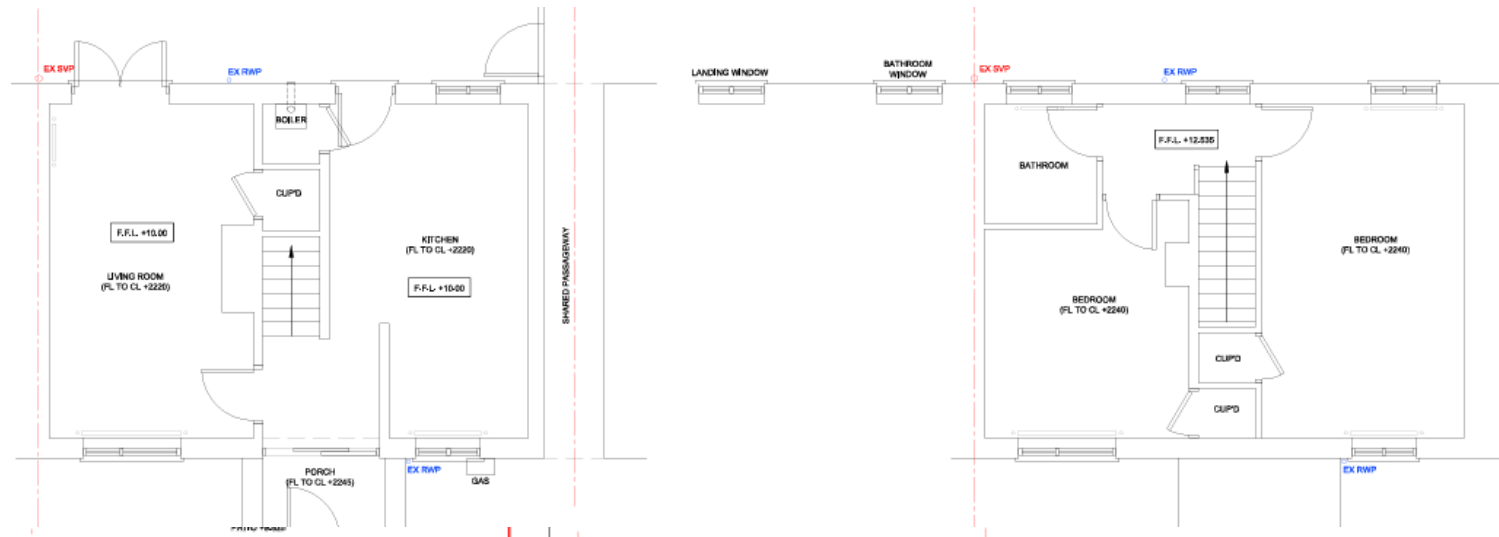 EX SVP
EX RWP
BOILER
CUP'D
F.F.L. +10.00
LIVING ROOM
(FL TO CL +2220)
KITCHEN
(FL TO CL +2220)
F.F.L. +10.00
SHARED PASSAGEWAY
PORCH
(FL TO CL +2245)
EX RWP
GAS
LANDING WINDOW
BATHROOM
WINDOW
EX SVP
EX RWP
F.F.L. +12.535
BATHROOM
BEDROOM
(FL TO CL +2240)
BEDROOM
(FL TO CL +2240)
CUP'D
CUP'D
EX RWP